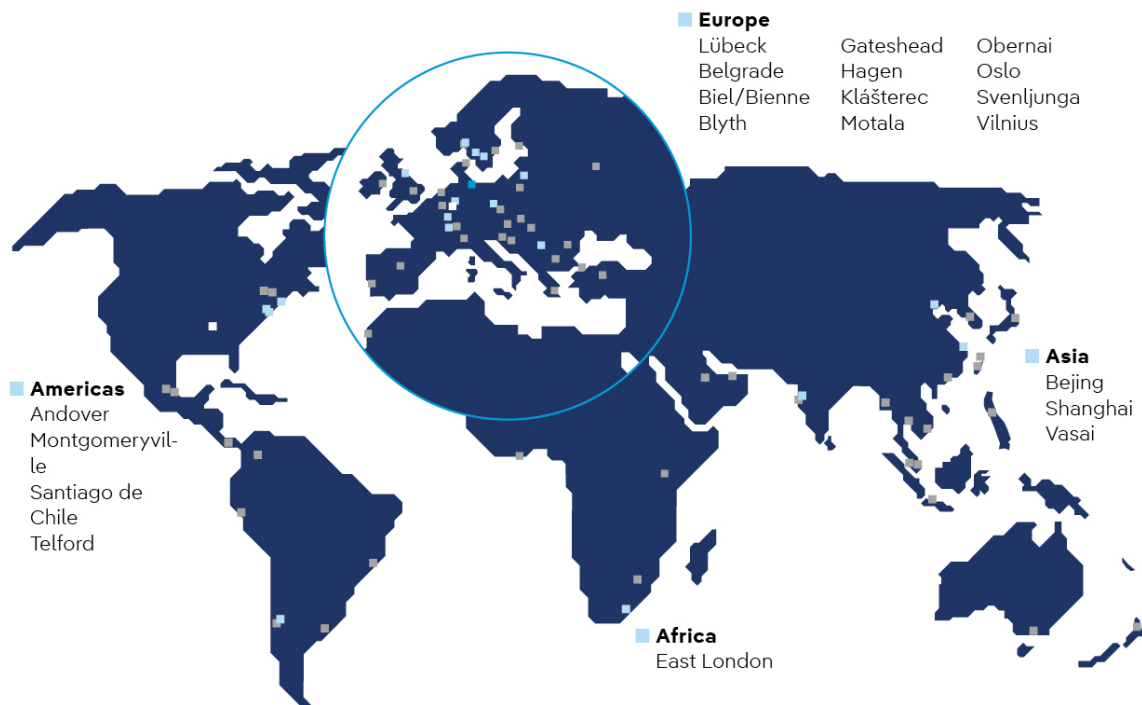 Europe
Lübeck Gateshead Obernai
Belgrade Hagen Oslo
Biel/Bienne Klášterec Svenljunga
Blyth Motala Vilnius
Americas
Andover
Montgomeryvil-
le
Santiago de
Chile
Telford
Asia
Bejing
Shanghai
Vasai
Africa
East London